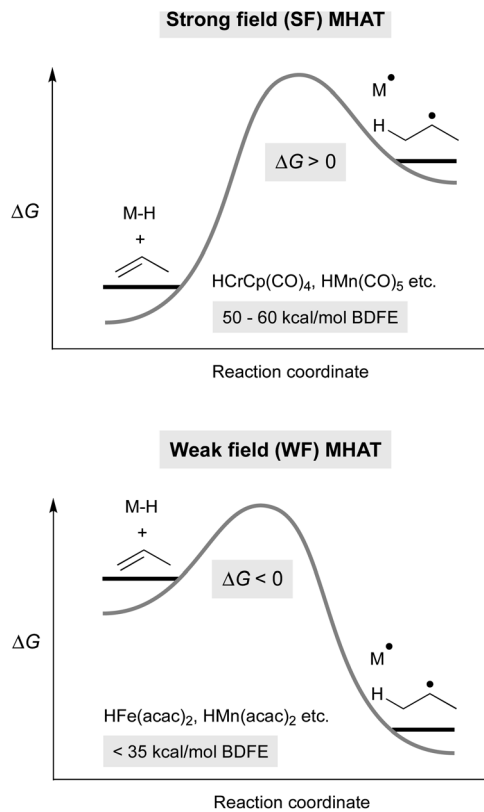 Strong field (SF) MHAT
M•
H
ΔG > 0
ΔG
M-H
+
HCrCp(CO)₄, HMn(CO)₅ etc.
50 - 60 kcal/mol BDFE
Reaction coordinate
Weak field (WF) MHAT
M-H
+
ΔG < 0
ΔG
M•
H
HFe(acac)₂, HMn(acac)₂ etc.
< 35 kcal/mol BDFE
Reaction coordinate